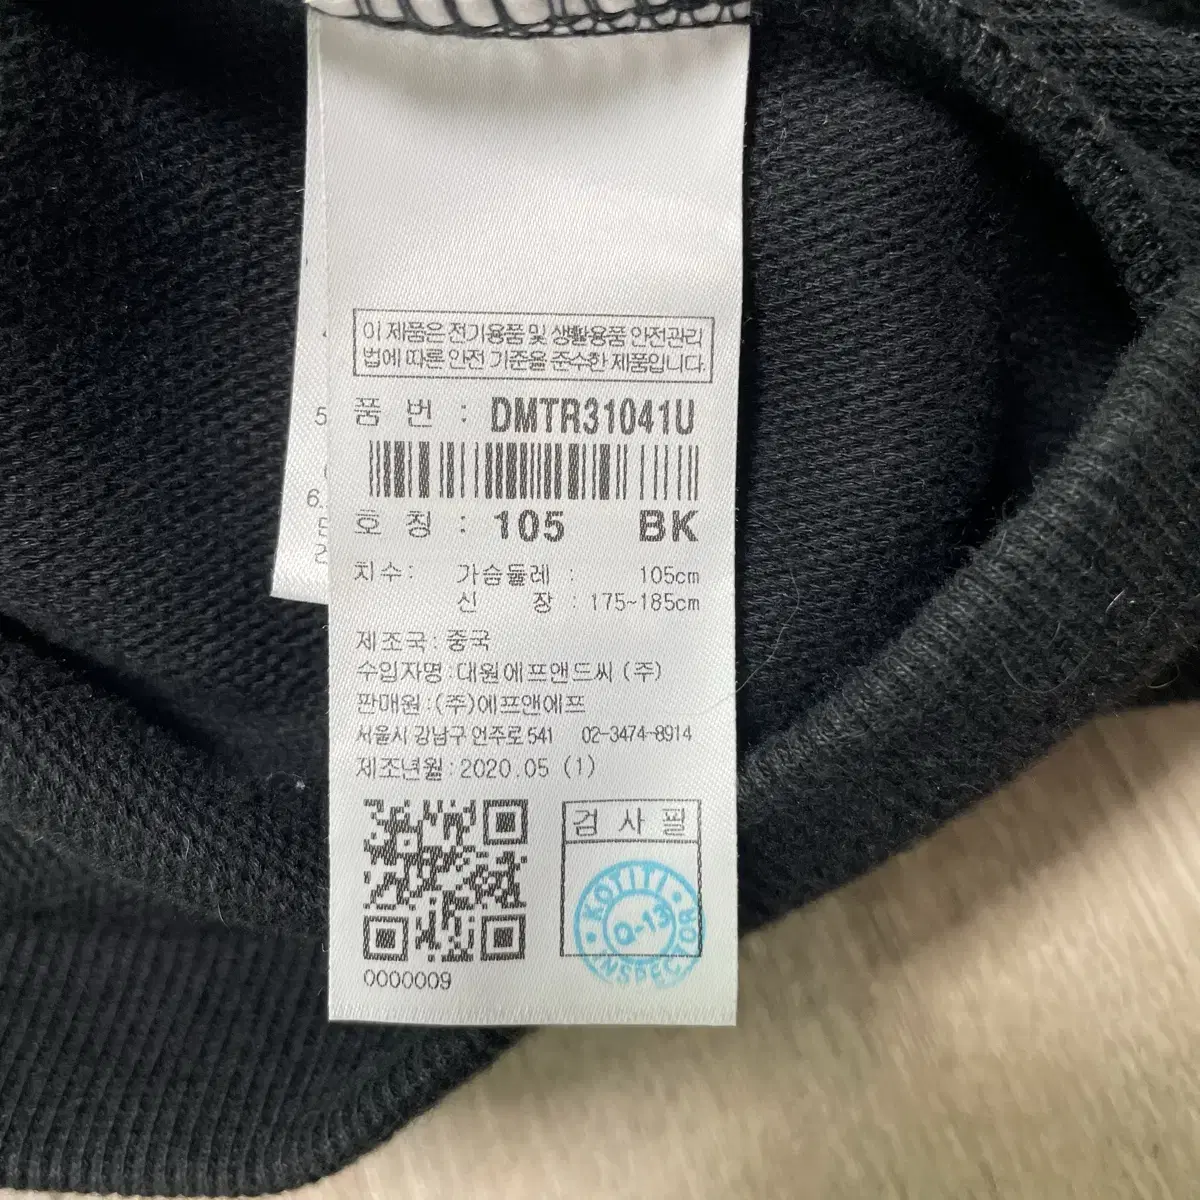 이 제품은 전기용품 및 생활용품 안전관리
법에 따른 안전 기준을 준수한 제품입니다.
품 번 : DMTR31041U
호 칭 : 105 BK
치수: 가슴둘레 : 105cm
신 장 : 175~185cm
제조국: 중국
수입자명:대원에프앤드씨 (주)
판매원:(주)에프앤에프
서울시 강남구 언주로 541 02-3474-8914
제조년월:2020.05 (1)
검 사 필
KOTITI
Q-13
INSPECTOR
0000009
5
6.